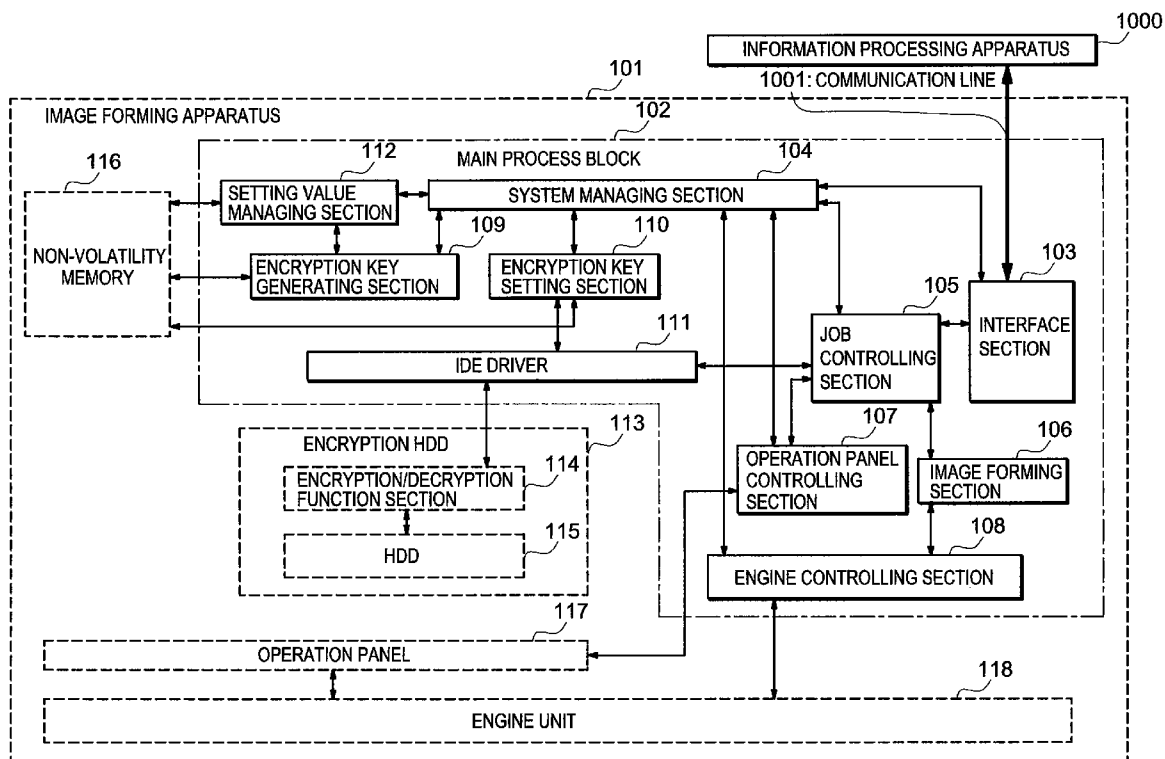 1000
INFORMATION PROCESSING APPARATUS
1001: COMMUNICATION LINE
101
IMAGE FORMING APPARATUS
102
MAIN PROCESS BLOCK
116
NON-VOLATILITY
MEMORY
112
SETTING VALUE
MANAGING SECTION
104
SYSTEM MANAGING SECTION
109
ENCRYPTION KEY
GENERATING SECTION
110
ENCRYPTION KEY
SETTING SECTION
103
INTERFACE
SECTION
105
JOB
CONTROLLING
SECTION
111
IDE DRIVER
113
ENCRYPTION HDD
114
ENCRYPTION/DECRYPTION
FUNCTION SECTION
115
HDD
107
OPERATION PANEL
CONTROLLING
SECTION
106
IMAGE FORMING
SECTION
108
ENGINE CONTROLLING SECTION
117
OPERATION PANEL
118
ENGINE UNIT